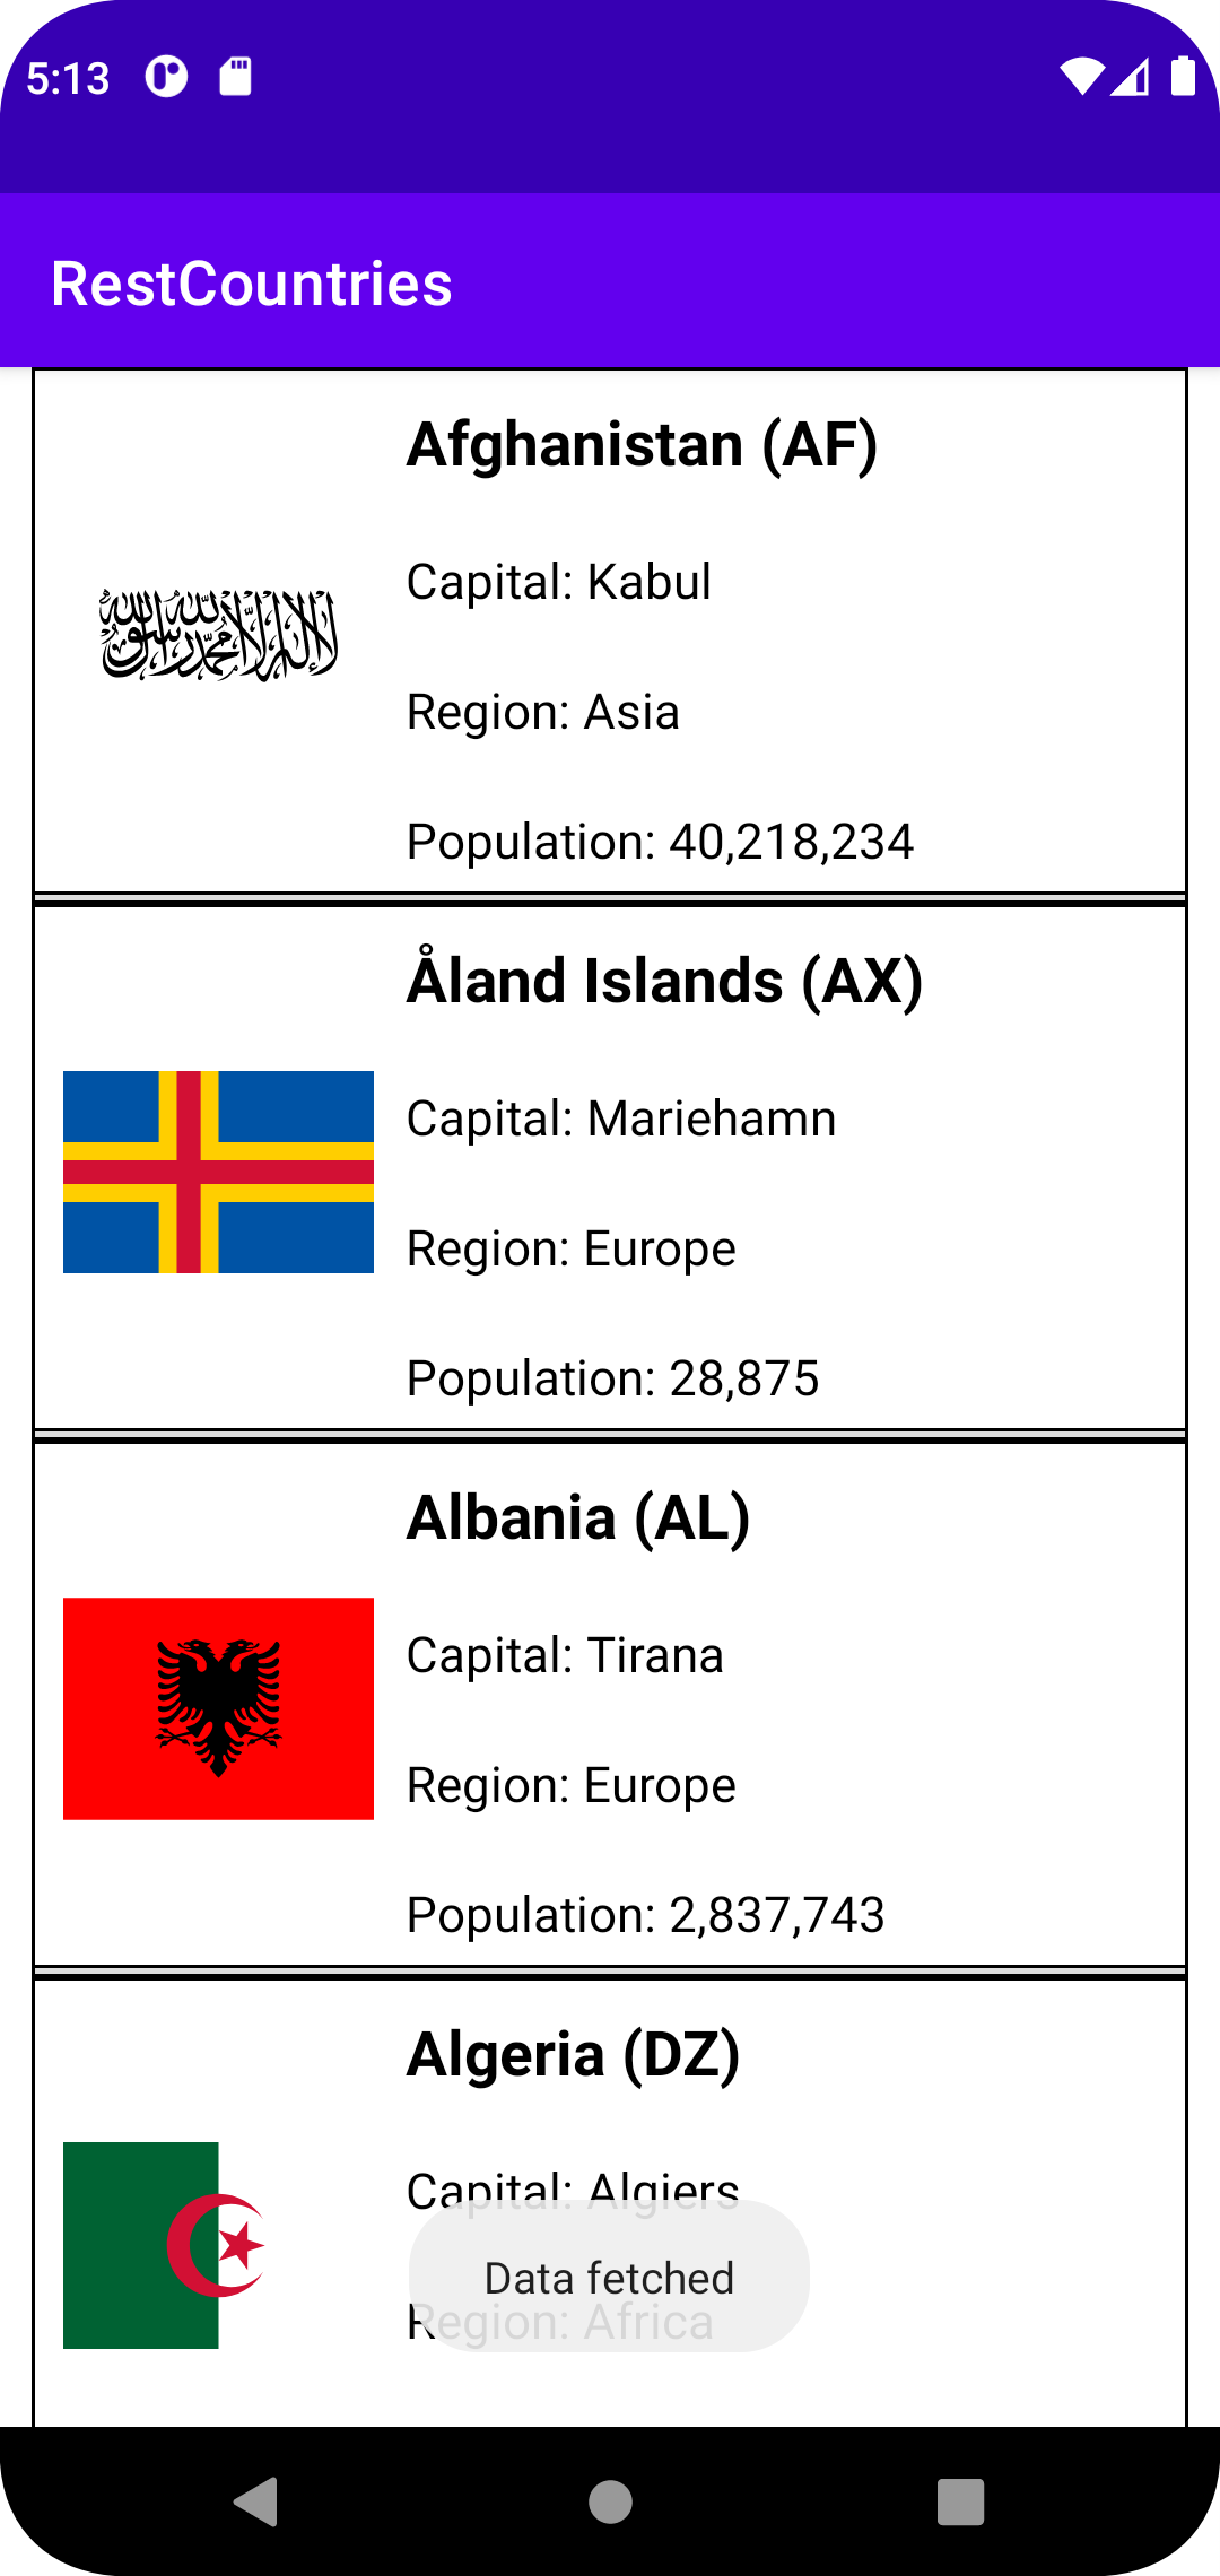 5:13
RestCountries
Afghanistan (AF)
لا إله إلا الله محمد رسول الله
Capital: Kabul
Region: Asia
Population: 40,218,234
Åland Islands (AX)
Capital: Mariehamn
Region: Europe
Population: 28,875
Albania (AL)
Capital: Tirana
Region: Europe
Population: 2,837,743
Algeria (DZ)
Capital: Algiers
Data fetched
Region: Africa